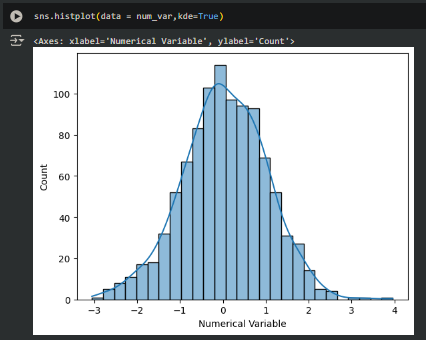 sns.histplot(data = num_var,kde=True)
<Axes: xlabel='Numerical Variable', ylabel='Count'>
100
80
60
40
20
0
Count
−3 −2 −1 0 1 2 3 4
Numerical Variable